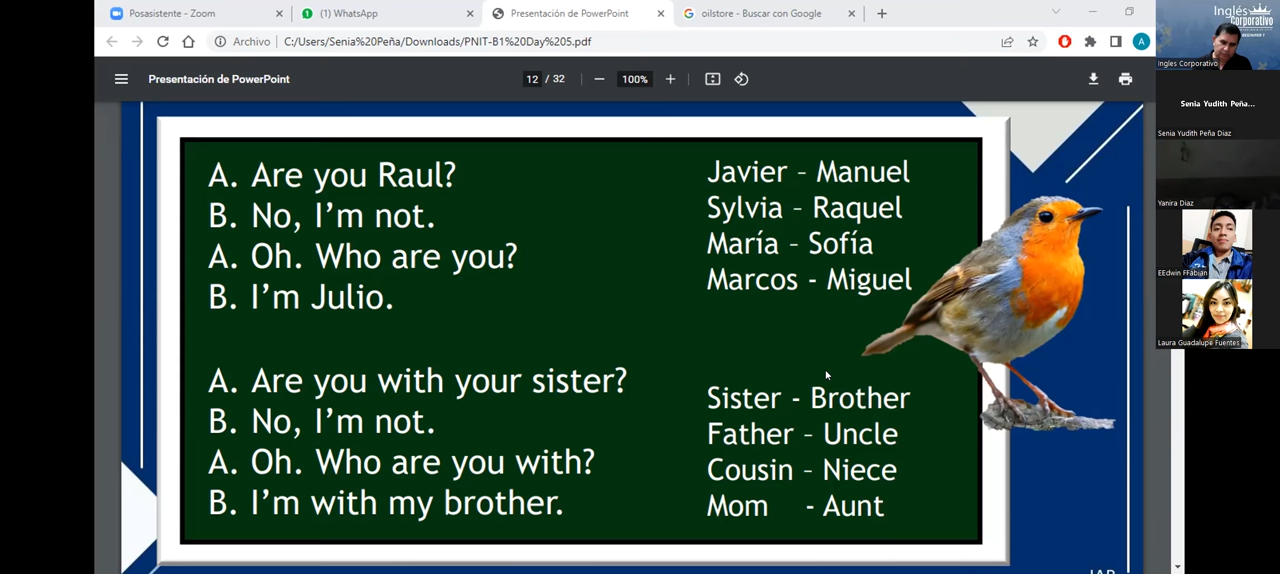 Posasistente - Zoom
(1) WhatsApp
Presentación de PowerPoint
oilstore - Buscar con Google
Archivo
C:/Users/Senia%20Peña/Downloads/PNIT-B1%20Day%205.pdf
A
Presentación de PowerPoint
12 / 32
100%
A. Are you Raul?
B. No, I'm not.
A. Oh. Who are you?
B. I'm Julio.
A. Are you with your sister?
B. No, I'm not.
A. Oh. Who are you with?
B. I'm with my brother.
Javier - Manuel
Sylvia - Raquel
María - Sofía
Marcos - Miguel
Sister - Brother
Father - Uncle
Cousin - Niece
Mom - Aunt
Inglés
Corporativo
Ingles Corporativo
Senia Yudith Peña...
Senia Yudith Peña Diaz
Yanira Diaz
EEdwin FFabian
Laura Guadalupe Fuentes